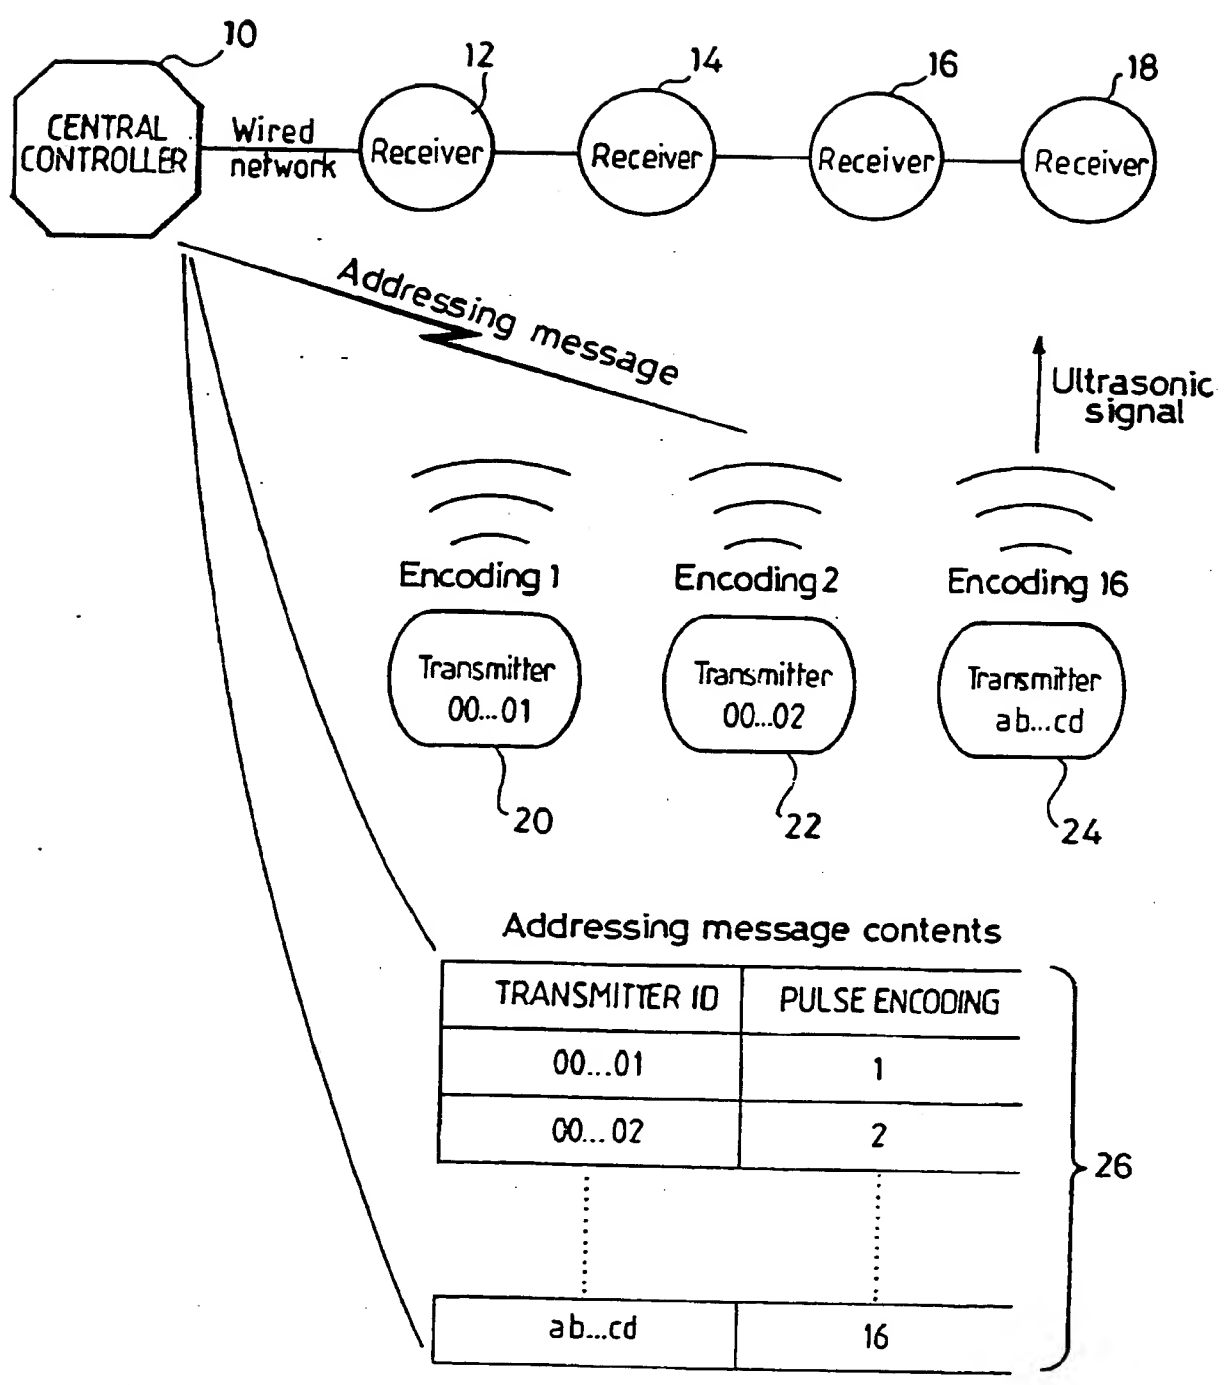 10
12
14
16
18
CENTRAL
CONTROLLER
Wired
network
Receiver
Receiver
Receiver
Receiver
Addressing message
Ultrasonic
signal
Encoding 1
Encoding 2
Encoding 16
Transmitter
00...01
Transmitter
00...02
Transmitter
ab...cd
20
22
24
Addressing message contents
TRANSMITTER ID PULSE ENCODING
00...01 1
00...02 2
26
ab...cd 16